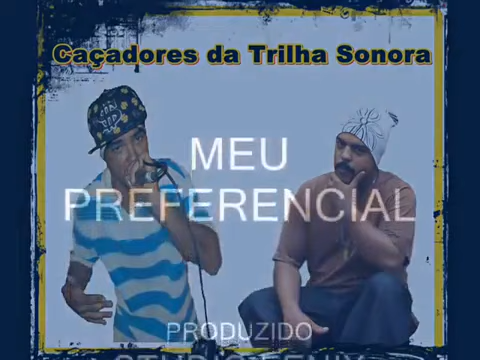 Caçadores da Trilha Sonora
MEU
PREFERENCIAL
PRODUZIDO